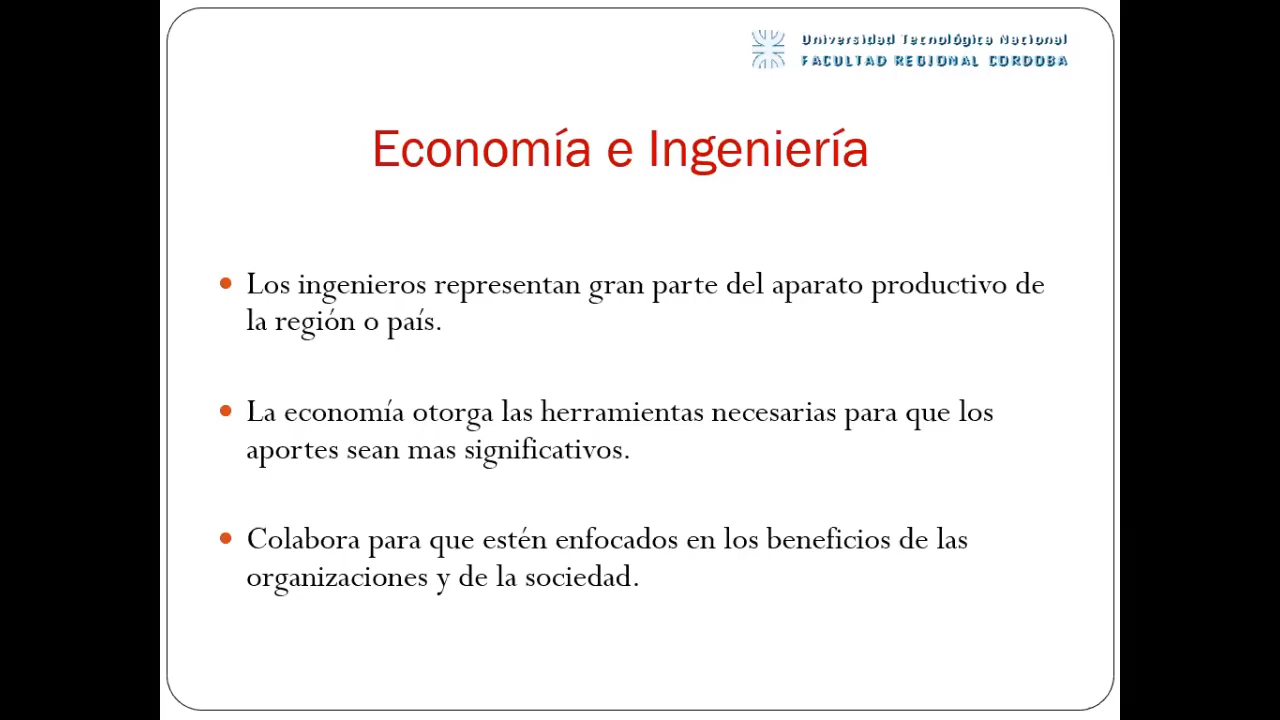 Universidad Tecnológica Nacional
FACULTAD REGIONAL CORDOBA
Economía e Ingeniería
• Los ingenieros representan gran parte del aparato productivo de
la región o país.
• La economía otorga las herramientas necesarias para que los
aportes sean mas significativos.
• Colabora para que estén enfocados en los beneficios de las
organizaciones y de la sociedad.